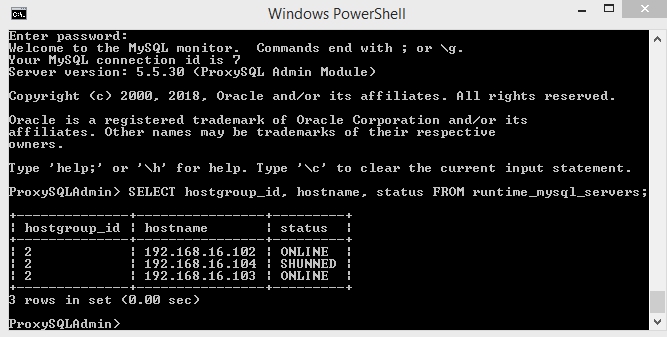 Windows PowerShell
Enter password:
Welcome to the MySQL monitor.  Commands end with ; or \g.
Your MySQL connection id is 7
Server version: 5.5.30 (ProxySQL Admin Module)
Copyright (c) 2000, 2018, Oracle and/or its affiliates. All rights reserved.
Oracle is a registered trademark of Oracle Corporation and/or its
affiliates. Other names may be trademarks of their respective
owners.
Type 'help;' or '\h' for help. Type '\c' to clear the current input statement.
ProxySQLAdmin> SELECT hostgroup_id, hostname, status FROM runtime_mysql_servers;
+--------------+----------------+---------+
| hostgroup_id | hostname       | status  |
+--------------+----------------+---------+
| 2            | 192.168.16.102 | ONLINE  |
| 2            | 192.168.16.104 | SHUNNED |
| 2            | 192.168.16.103 | ONLINE  |
+--------------+----------------+---------+
3 rows in set (0.00 sec)
ProxySQLAdmin>